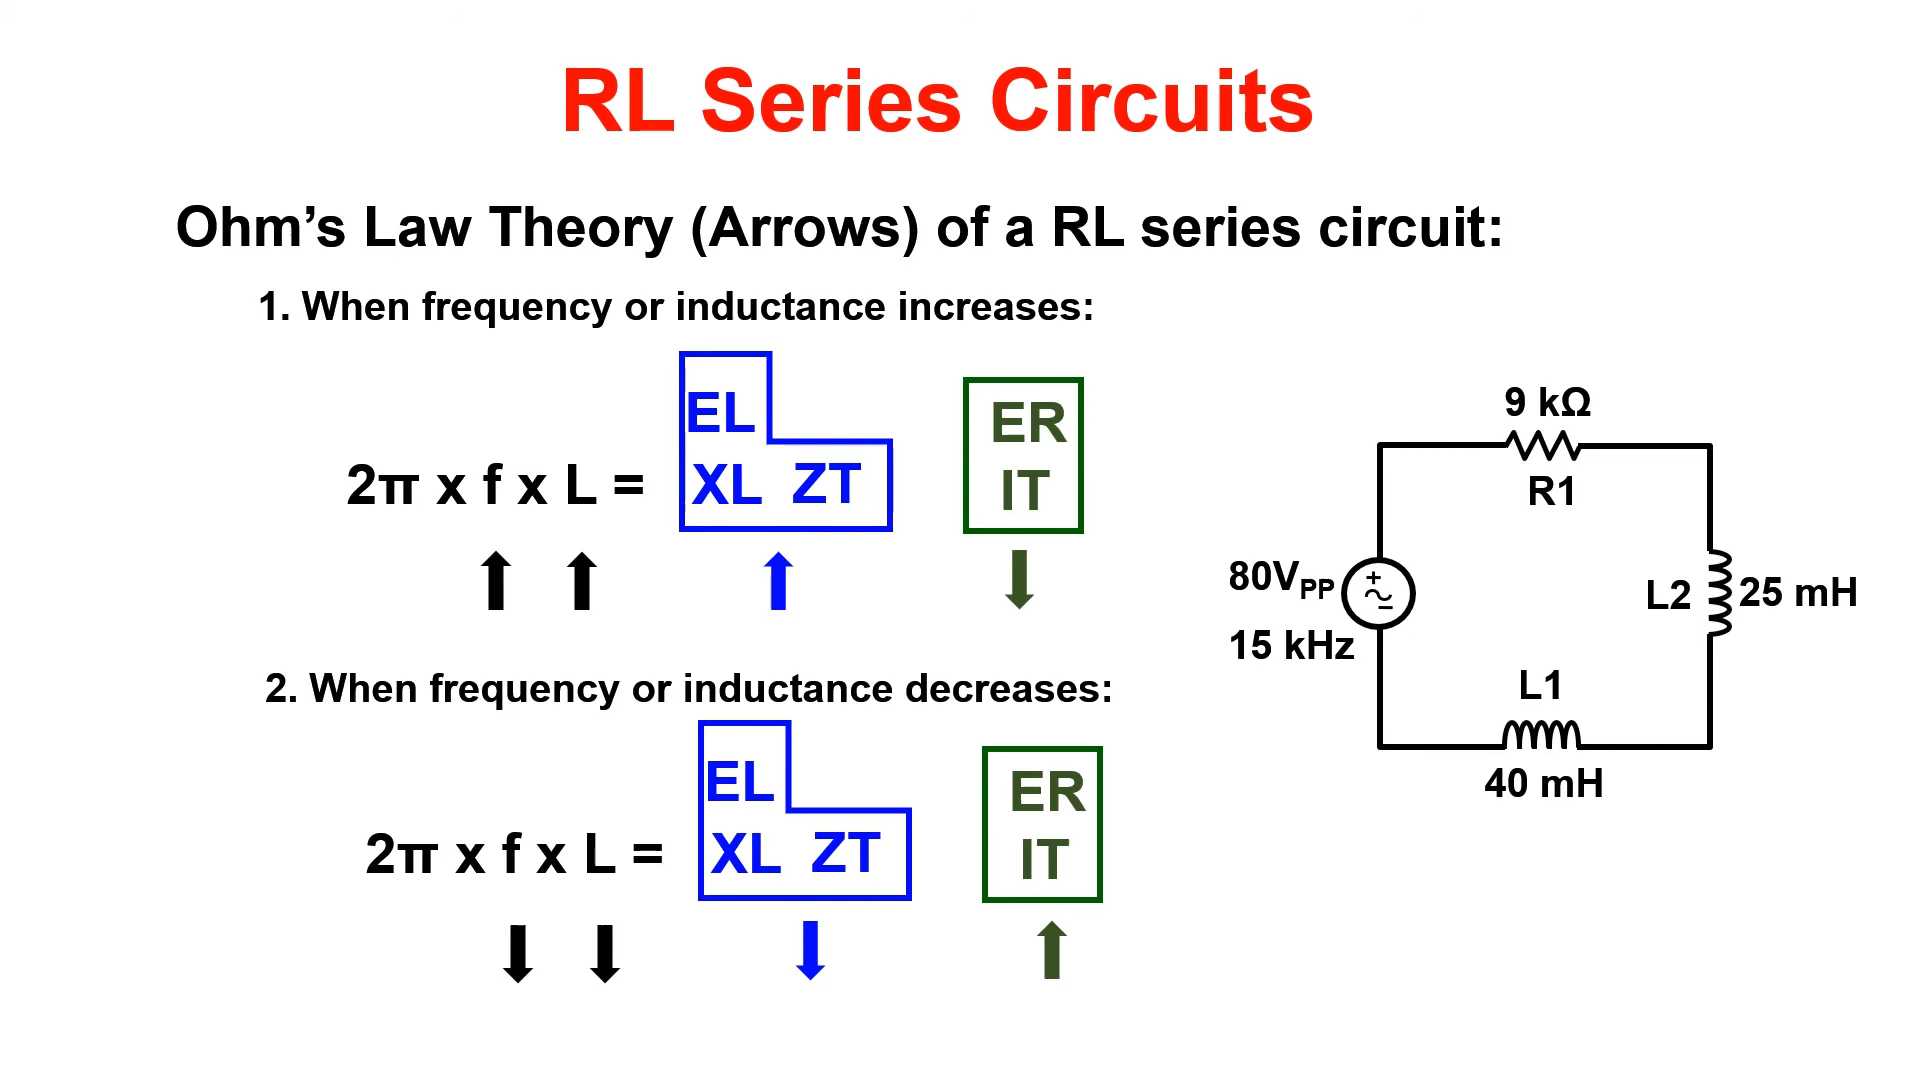 RL Series Circuits
Ohm’s Law Theory (Arrows) of a RL series circuit:
1. When frequency or inductance increases:
EL
2π x f x L = XL ZT
ER
IT
2. When frequency or inductance decreases:
EL
2π x f x L = XL ZT
ER
IT
9 kΩ
R1
80VPP
15 kHz
+
~
−
L2
25 mH
L1
40 mH